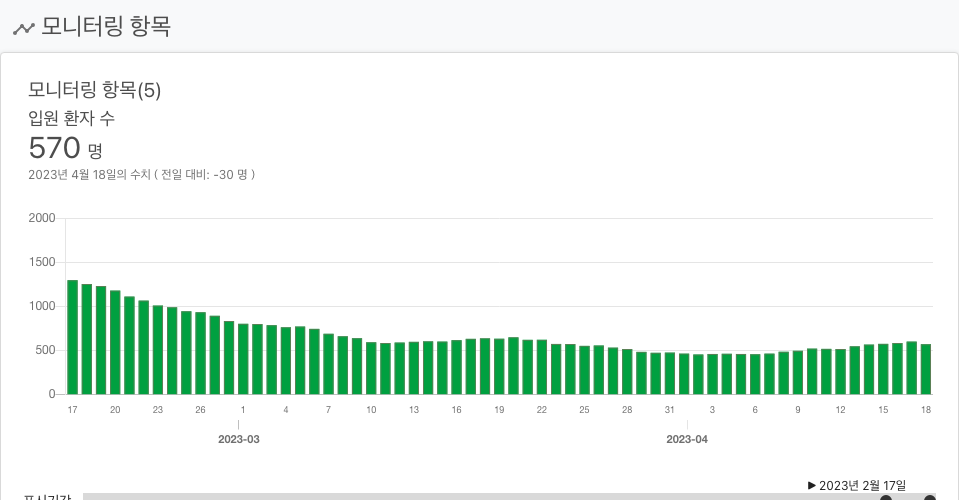 모니터링 항목
모니터링 항목(5)
입원 환자 수
570 명
2023년 4월 18일의 수치 ( 전일 대비: -30 명 )
2000
1500
1000
500
0
17 20 23 26 1 4 7 10 13 16 19 22 25 28 31 3 6 9 12 15 18
2023-03 2023-04
▶ 2023년 2월 17일
표시기간